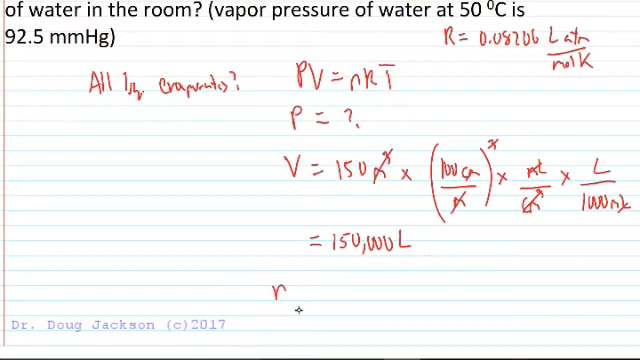 of water in the room? (vapor pressure of water at 50 ⁰C is
92.5 mmHg)
R = 0.08206 L atm / mol K
All liq evaporates?
PV = nRT
P = ?
V = 150 m³ × (100 cm / m)³ × mL / cm³ × L / 1000 mL
= 150,000 L
n
Dr. Doug Jackson (c)2017